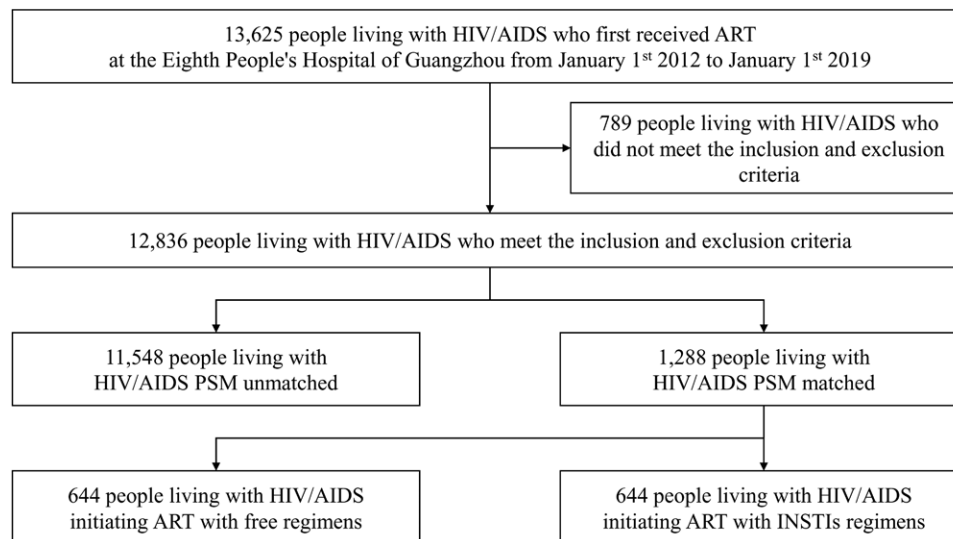 13,625 people living with HIV/AIDS who first received ART
at the Eighth People's Hospital of Guangzhou from January 1st 2012 to January 1st 2019
789 people living with HIV/AIDS who
did not meet the inclusion and exclusion
criteria
12,836 people living with HIV/AIDS who meet the inclusion and exclusion criteria
11,548 people living with
HIV/AIDS PSM unmatched
1,288 people living with
HIV/AIDS PSM matched
644 people living with HIV/AIDS
initiating ART with free regimens
644 people living with HIV/AIDS
initiating ART with INSTIs regimens